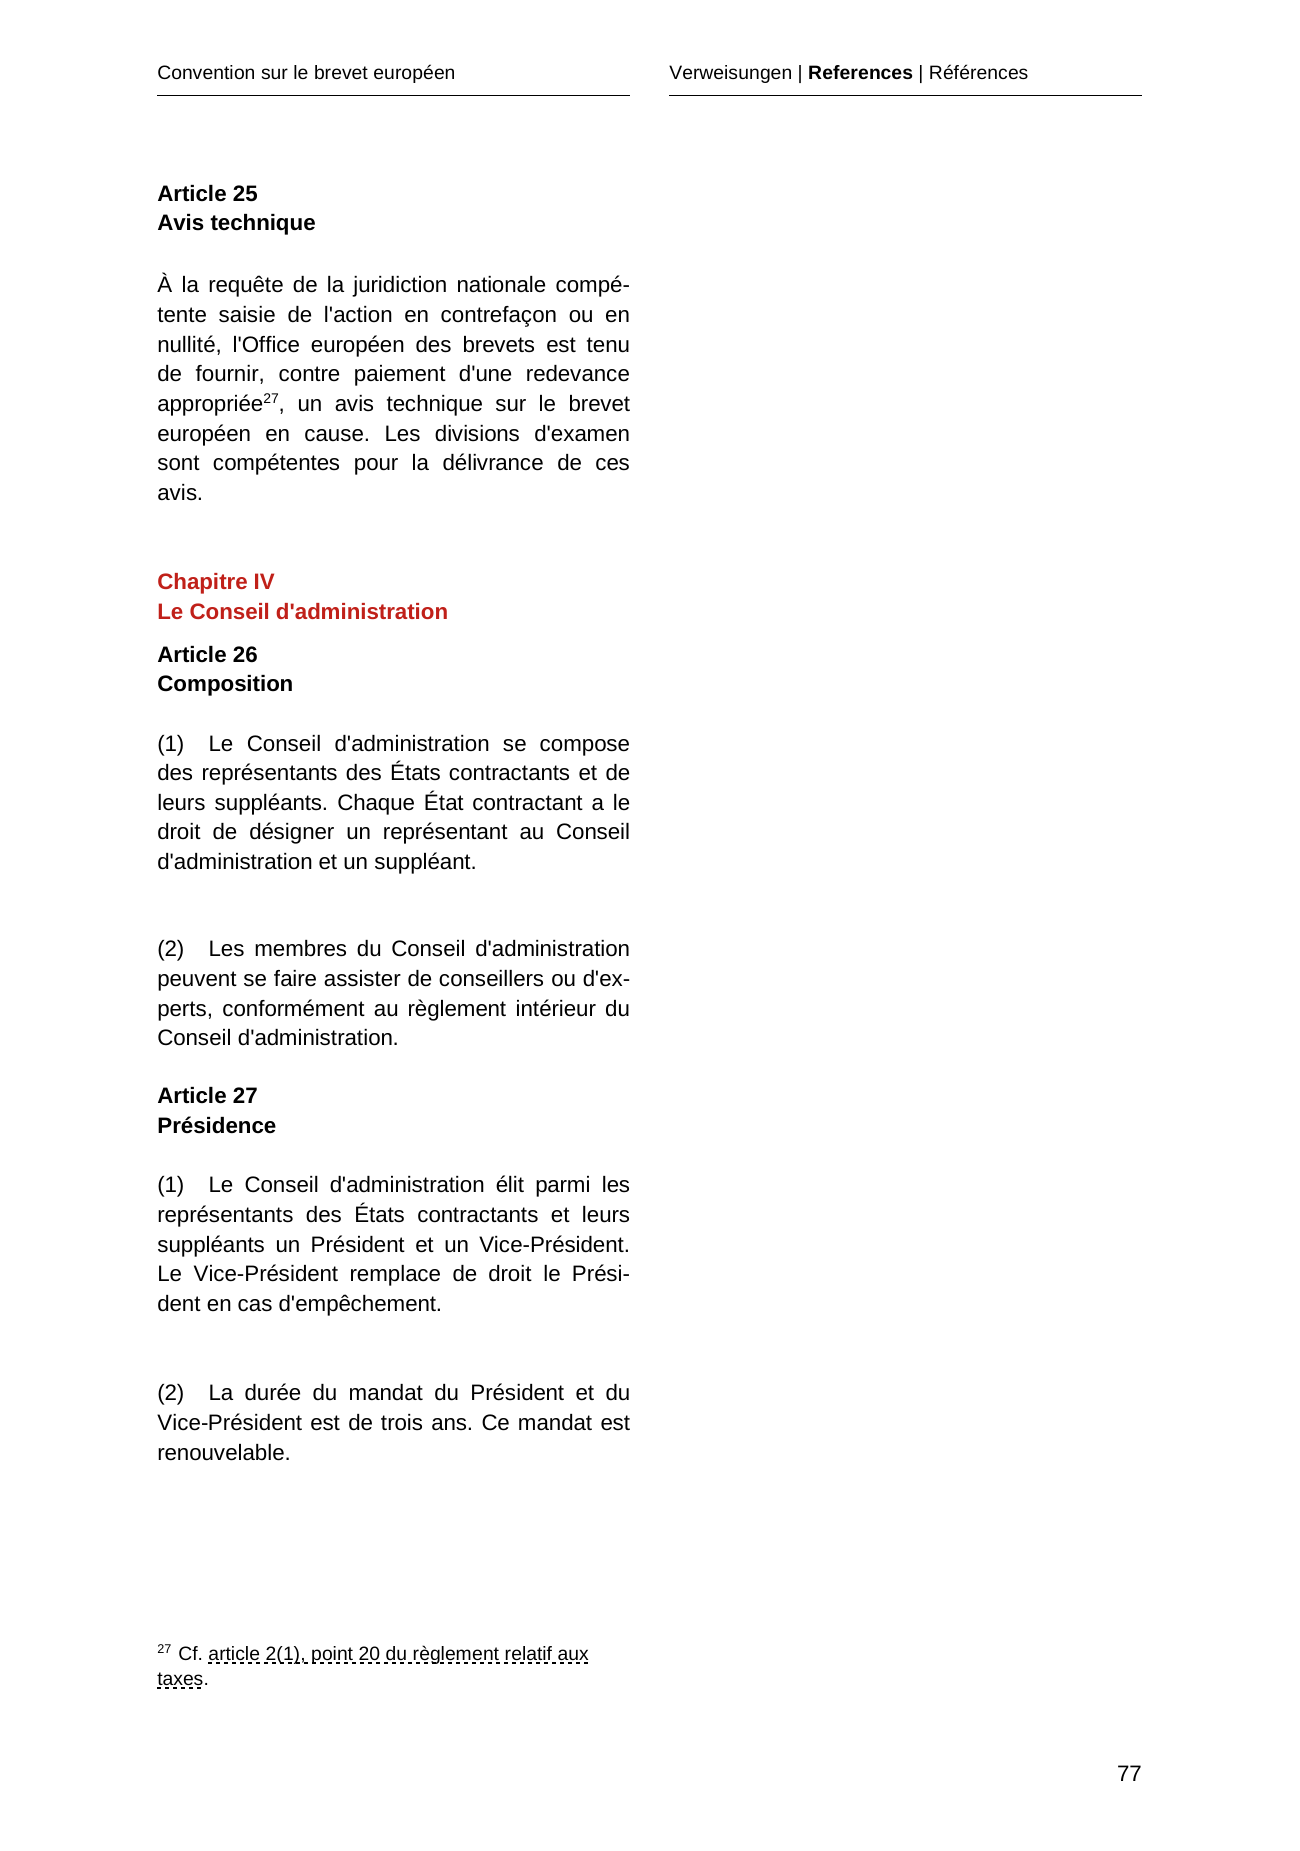 Convention sur le brevet européen
Verweisungen | References | Références
Article 25
Avis technique
À la requête de la juridiction nationale compé-
tente saisie de l'action en contrefaçon ou en
nullité, l'Office européen des brevets est tenu
de fournir, contre paiement d'une redevance
appropriée27, un avis technique sur le brevet
européen en cause. Les divisions d'examen
sont compétentes pour la délivrance de ces
avis.
Chapitre IV
Le Conseil d'administration
Article 26
Composition
(1) Le Conseil d'administration se compose
des représentants des États contractants et de
leurs suppléants. Chaque État contractant a le
droit de désigner un représentant au Conseil
d'administration et un suppléant.
(2) Les membres du Conseil d'administration
peuvent se faire assister de conseillers ou d'ex-
perts, conformément au règlement intérieur du
Conseil d'administration.
Article 27
Présidence
(1) Le Conseil d'administration élit parmi les
représentants des États contractants et leurs
suppléants un Président et un Vice-Président.
Le Vice-Président remplace de droit le Prési-
dent en cas d'empêchement.
(2) La durée du mandat du Président et du
Vice-Président est de trois ans. Ce mandat est
renouvelable.
27 Cf. article 2(1), point 20 du règlement relatif aux
taxes.
77